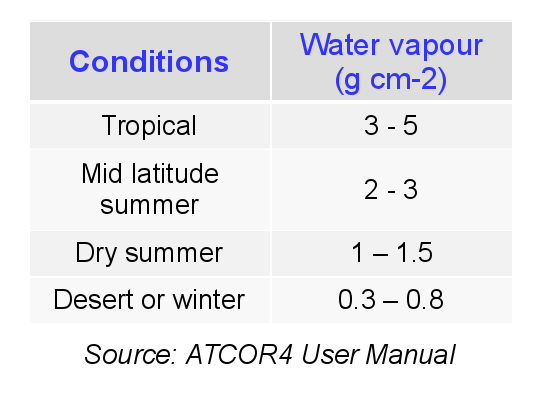 Conditions
Water vapour
(g cm-2)
Tropical
3 - 5
Mid latitude
summer
2 - 3
Dry summer
1 – 1.5
Desert or winter
0.3 – 0.8
Source: ATCOR4 User Manual